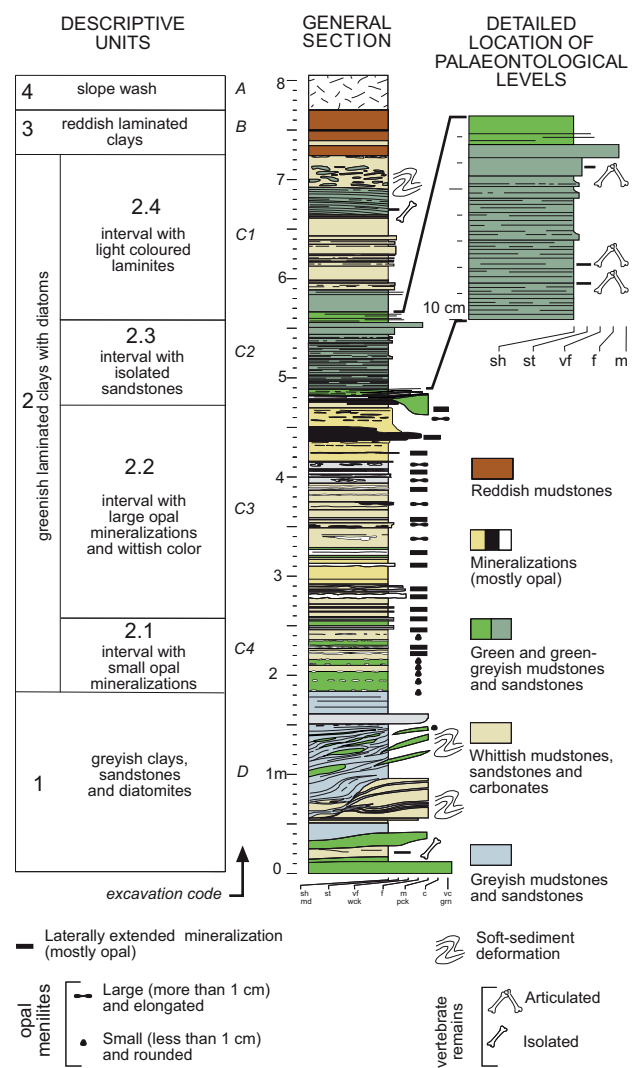 DESCRIPTIVE
UNITS
GENERAL
SECTION
DETAILED
LOCATION OF
PALAEONTOLOGICAL
LEVELS
4
slope wash
A
3
reddish laminated
clays
B
2
greenish laminated clays with diatoms
2.4
interval with
light coloured
laminites
C1
2.3
interval with
isolated
sandstones
C2
2.2
interval with
large opal
mineralizations
and wittish color
C3
2.1
interval with
small opal
mineralizations
C4
1
greyish clays,
sandstones
and diatomites
D
excavation code
8
7
6
5
4
3
2
1m
0
sh
md
st
vf
wck
f
m
pck
c
vc
grn
10 cm
sh
st
vf
f
m
Reddish mudstones
Mineralizations
(mostly opal)
Green and green-
greyish mudstones
and sandstones
Whittish mudstones,
sandstones and
carbonates
Greyish mudstones
and sandstones
Laterally extended mineralization
(mostly opal)
opal
menilites
Large (more than 1 cm)
and elongated
Small (less than 1 cm)
and rounded
Soft-sediment
deformation
vertebrate
remains
Articulated
Isolated